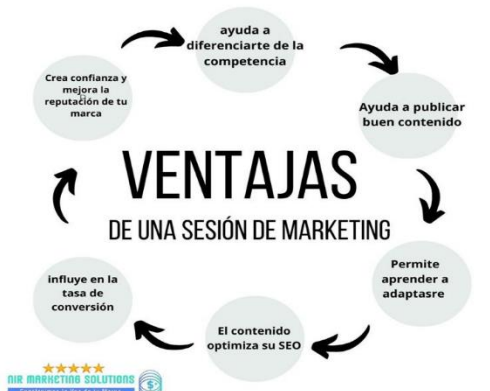 ayuda a
diferenciarte de la
competencia
Ayuda a publicar
buen contenido
Permite
aprender a
adaptasre
El contenido
optimiza su SEO
influye en la
tasa de
conversión
Crea confianza y
mejora la
reputación de tu
marca
VENTAJAS
DE UNA SESIÓN DE MARKETING
NIR MARKETING SOLUTIONS
$